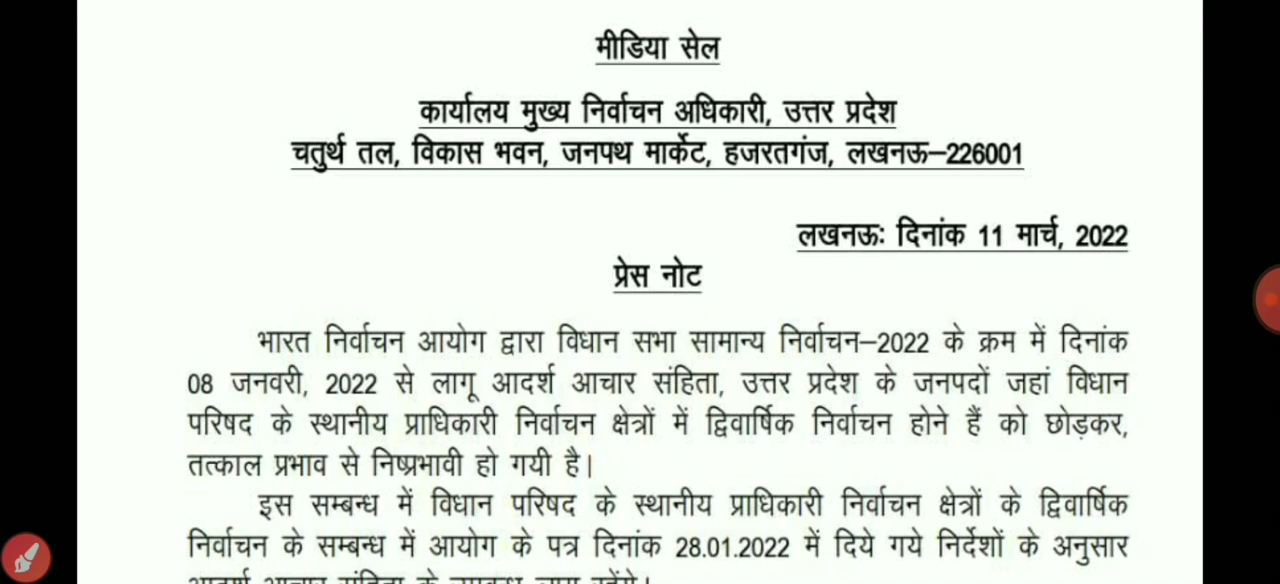 मीडिया सेल
कार्यालय मुख्य निर्वाचन अधिकारी, उत्तर प्रदेश
चतुर्थ तल, विकास भवन, जनपथ मार्केट, हजरतगंज, लखनऊ–226001
लखनऊः दिनांक 11 मार्च, 2022
प्रेस नोट
भारत निर्वाचन आयोग द्वारा विधान सभा सामान्य निर्वाचन–2022 के क्रम में दिनांक
08 जनवरी, 2022 से लागू आदर्श आचार संहिता, उत्तर प्रदेश के जनपदों जहां विधान
परिषद के स्थानीय प्राधिकारी निर्वाचन क्षेत्रों में द्विवार्षिक निर्वाचन होने हैं को छोड़कर,
तत्काल प्रभाव से निष्प्रभावी हो गयी है।
इस सम्बन्ध में विधान परिषद के स्थानीय प्राधिकारी निर्वाचन क्षेत्रों के द्विवार्षिक
निर्वाचन के सम्बन्ध में आयोग के पत्र दिनांक 28.01.2022 में दिये गये निर्देशों के अनुसार